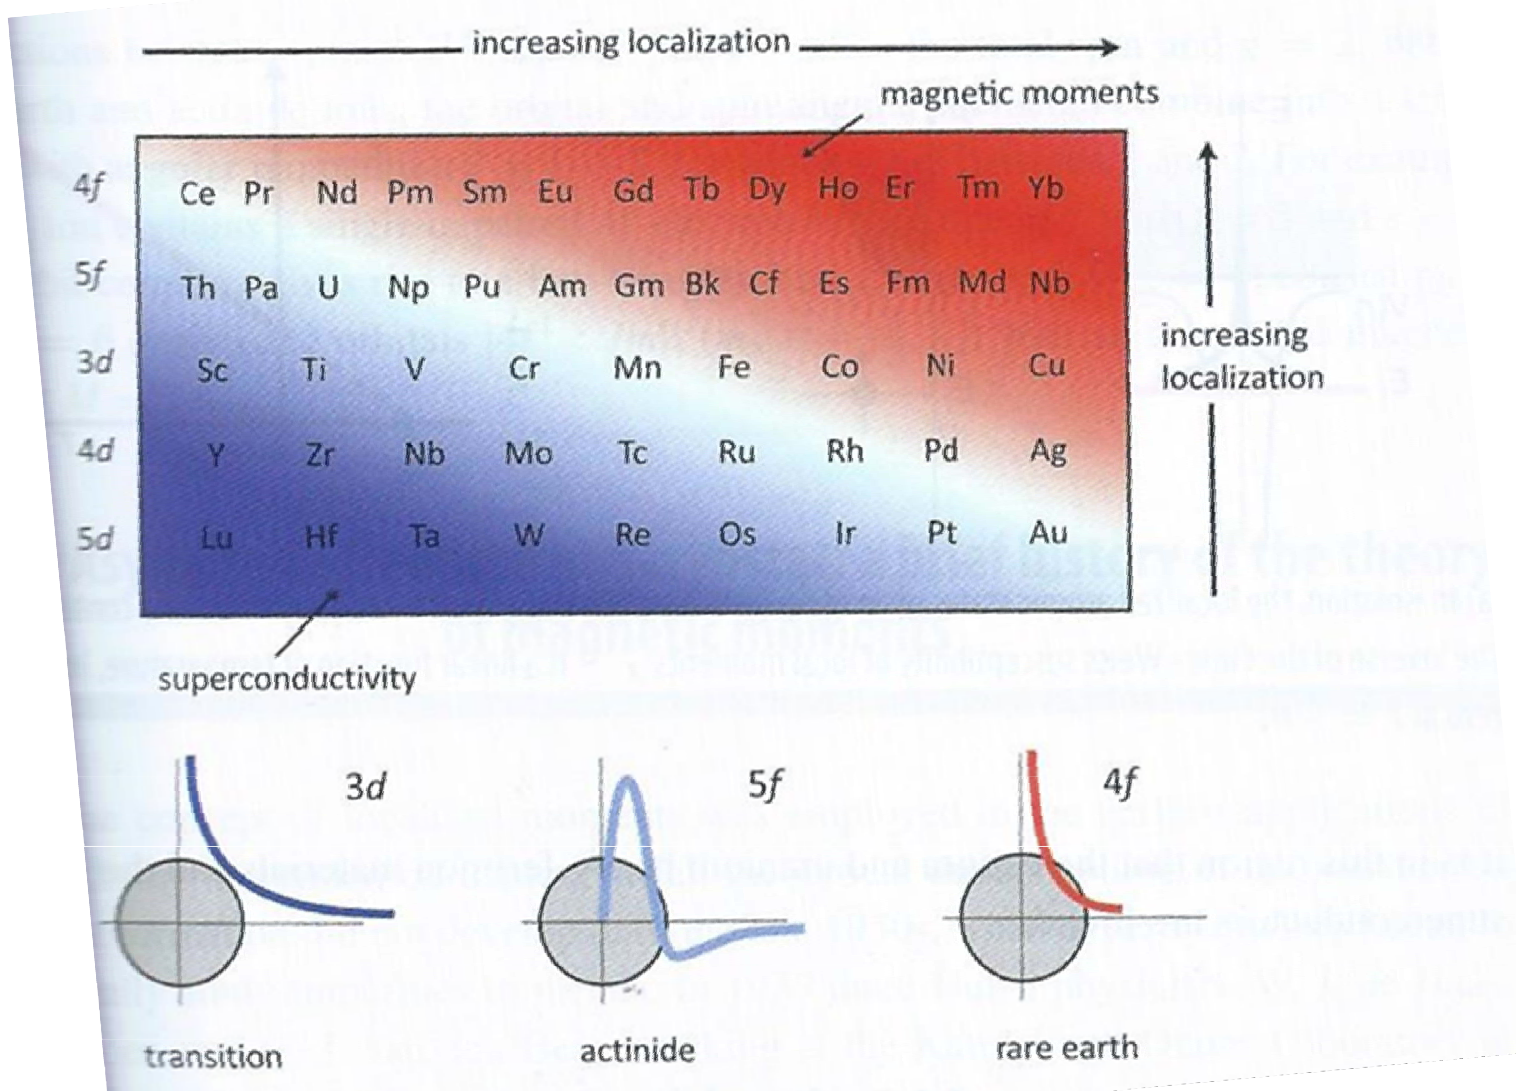 increasing localization
magnetic moments
4f Ce Pr Nd Pm Sm Eu Gd Tb Dy Ho Er Tm Yb
5f Th Pa U Np Pu Am Gm Bk Cf Es Fm Md Nb
3d Sc Ti V Cr Mn Fe Co Ni Cu
4d Y Zr Nb Mo Tc Ru Rh Pd Ag
5d Lu Hf Ta W Re Os Ir Pt Au
increasing
localization
superconductivity
3d 5f 4f
transition actinide rare earth